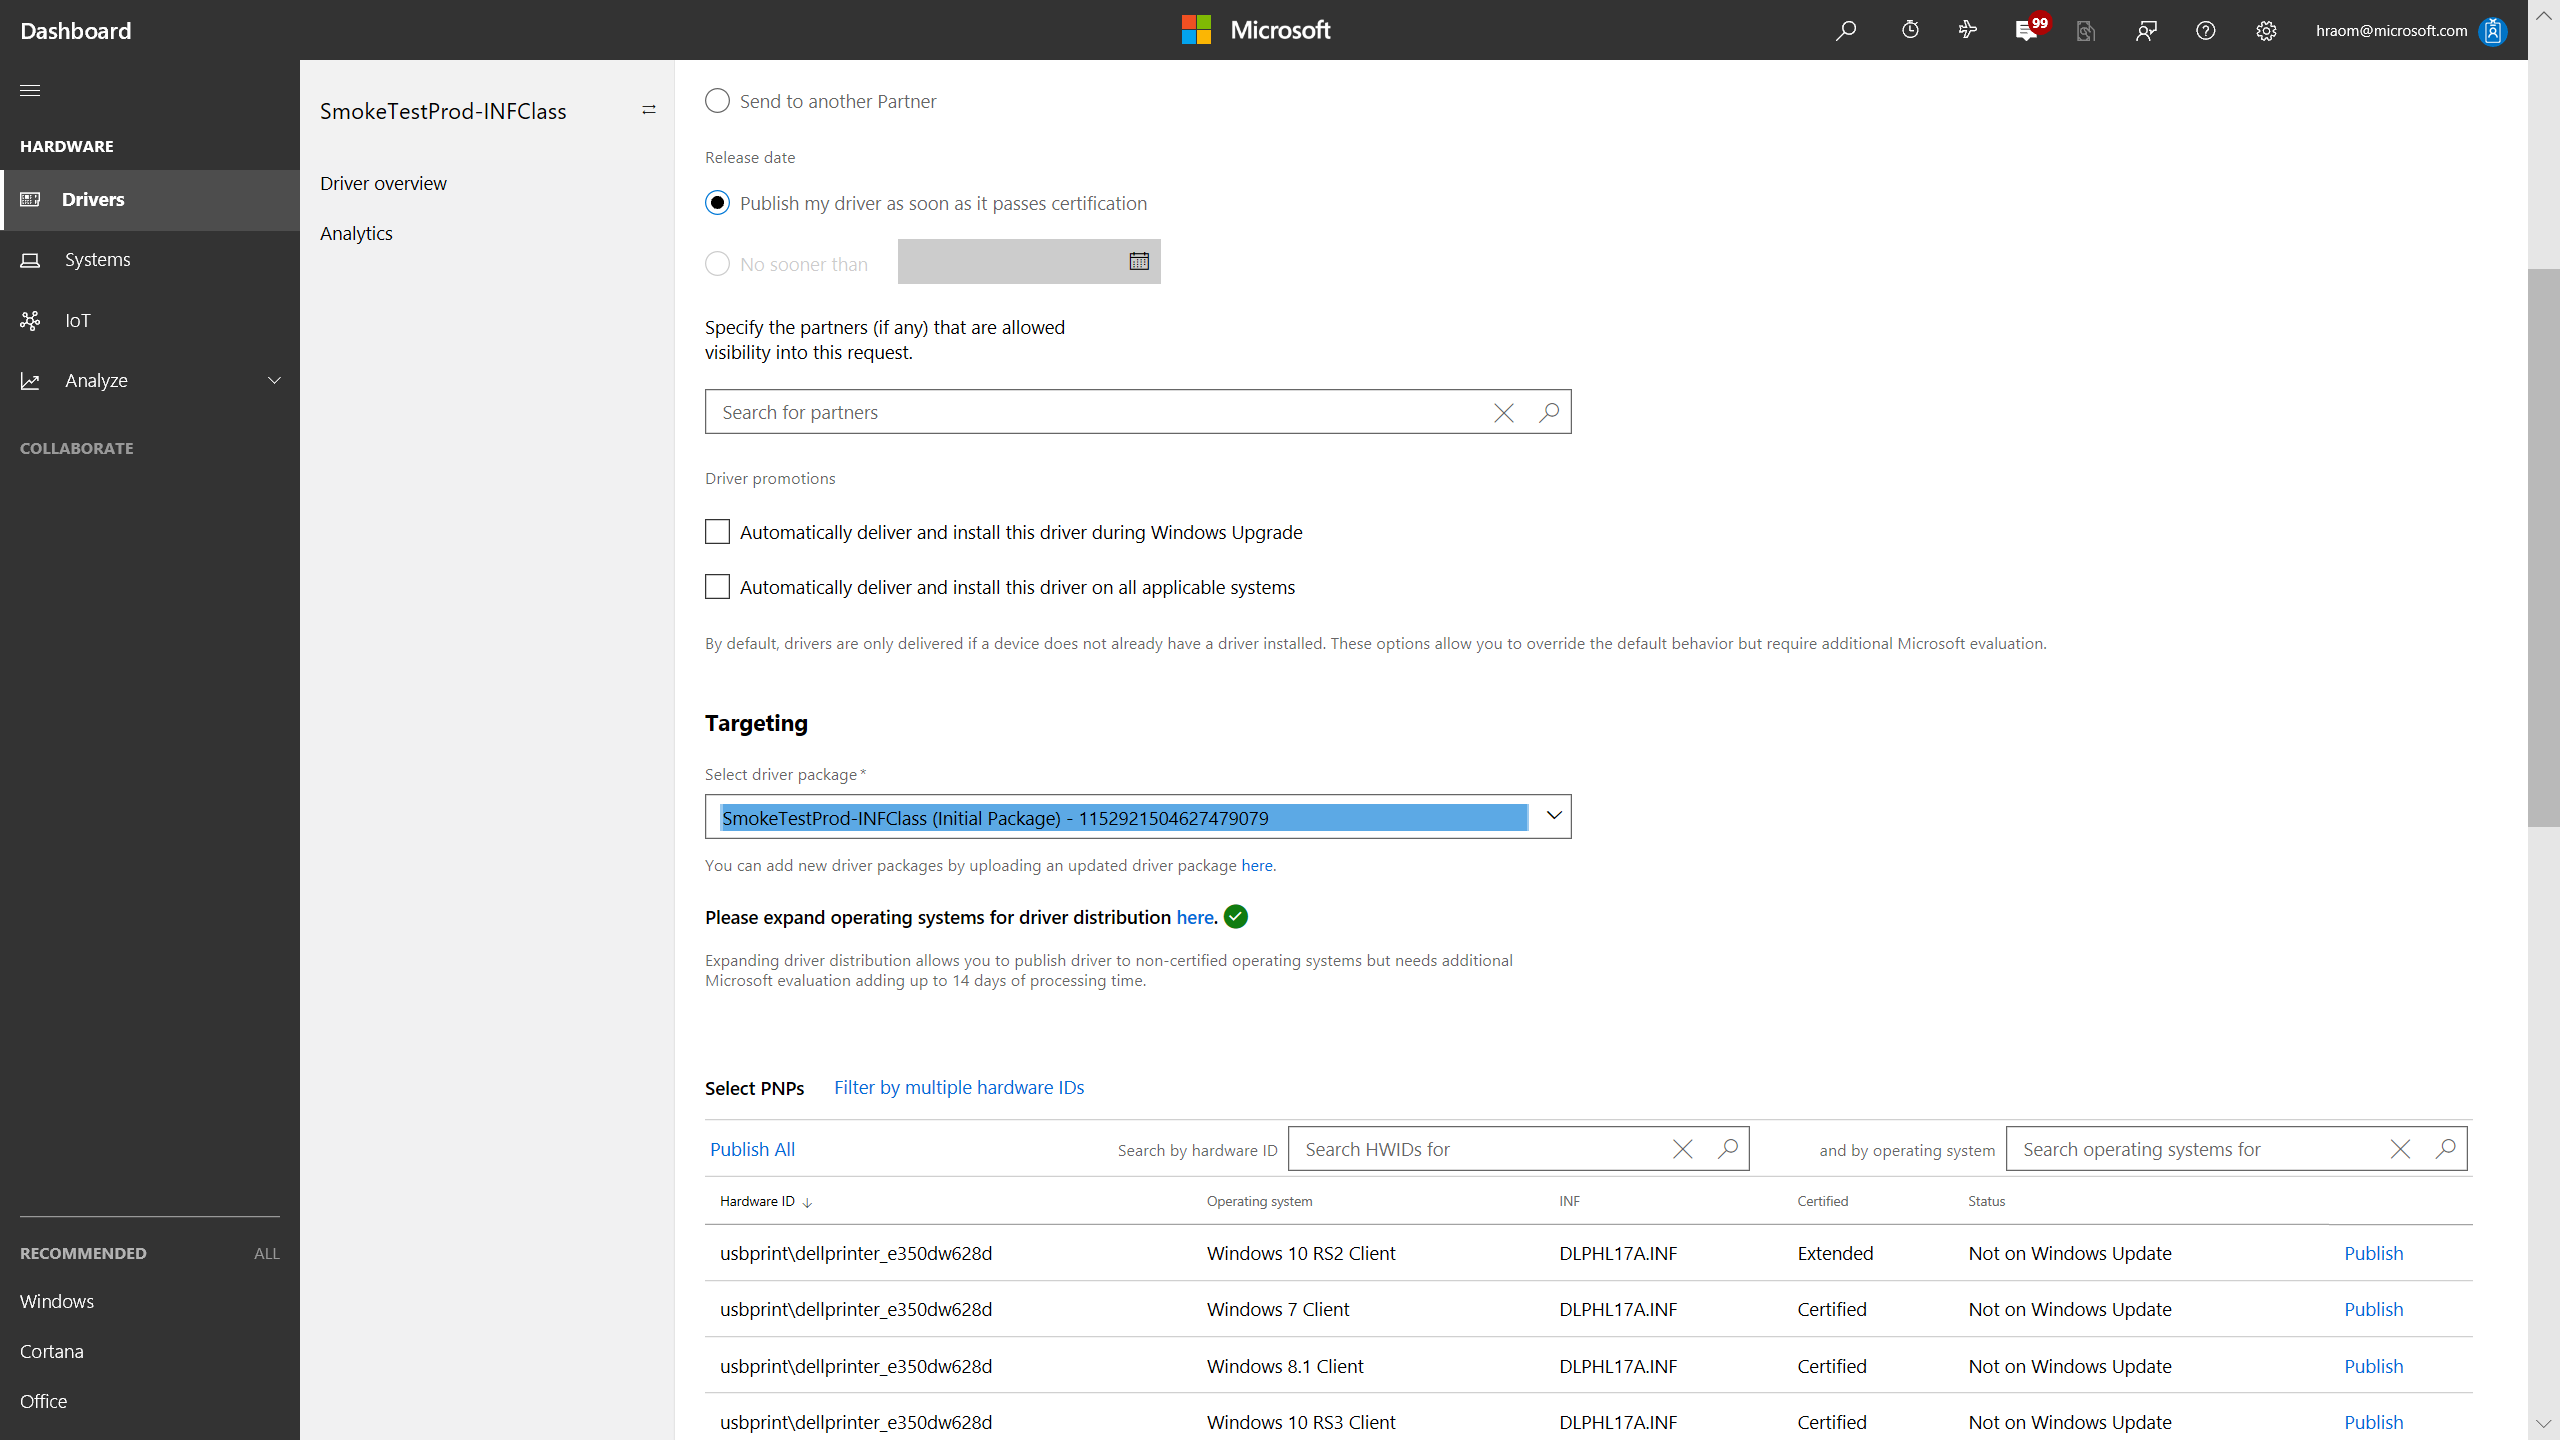 Dashboard
Microsoft
99
hraom@microsoft.com
HARDWARE
Drivers
Systems
IoT
Analyze
COLLABORATE
RECOMMENDED ALL
Windows
Cortana
Office
SmokeTestProd-INFClass
Driver overview
Analytics
Send to another Partner
Release date
Publish my driver as soon as it passes certification
No sooner than
Specify the partners (if any) that are allowed
visibility into this request.
Search for partners
Driver promotions
Automatically deliver and install this driver during Windows Upgrade
Automatically deliver and install this driver on all applicable systems
By default, drivers are only delivered if a device does not already have a driver installed. These options allow you to override the default behavior but require additional Microsoft evaluation.
Targeting
Select driver package*
SmokeTestProd-INFClass (Initial Package) - 1152921504627479079
You can add new driver packages by uploading an updated driver package here.
Please expand operating systems for driver distribution here.
Expanding driver distribution allows you to publish driver to non-certified operating systems but needs additional
Microsoft evaluation adding up to 14 days of processing time.
Select PNPs Filter by multiple hardware IDs
Publish All Search by hardware ID Search HWIDs for and by operating system Search operating systems for
Hardware ID Operating system INF Certified Status
usbprint\dellprinter_e350dw628d Windows 10 RS2 Client DLPHL17A.INF Extended Not on Windows Update Publish
usbprint\dellprinter_e350dw628d Windows 7 Client DLPHL17A.INF Certified Not on Windows Update Publish
usbprint\dellprinter_e350dw628d Windows 8.1 Client DLPHL17A.INF Certified Not on Windows Update Publish
usbprint\dellprinter_e350dw628d Windows 10 RS3 Client DLPHL17A.INF Certified Not on Windows Update Publish